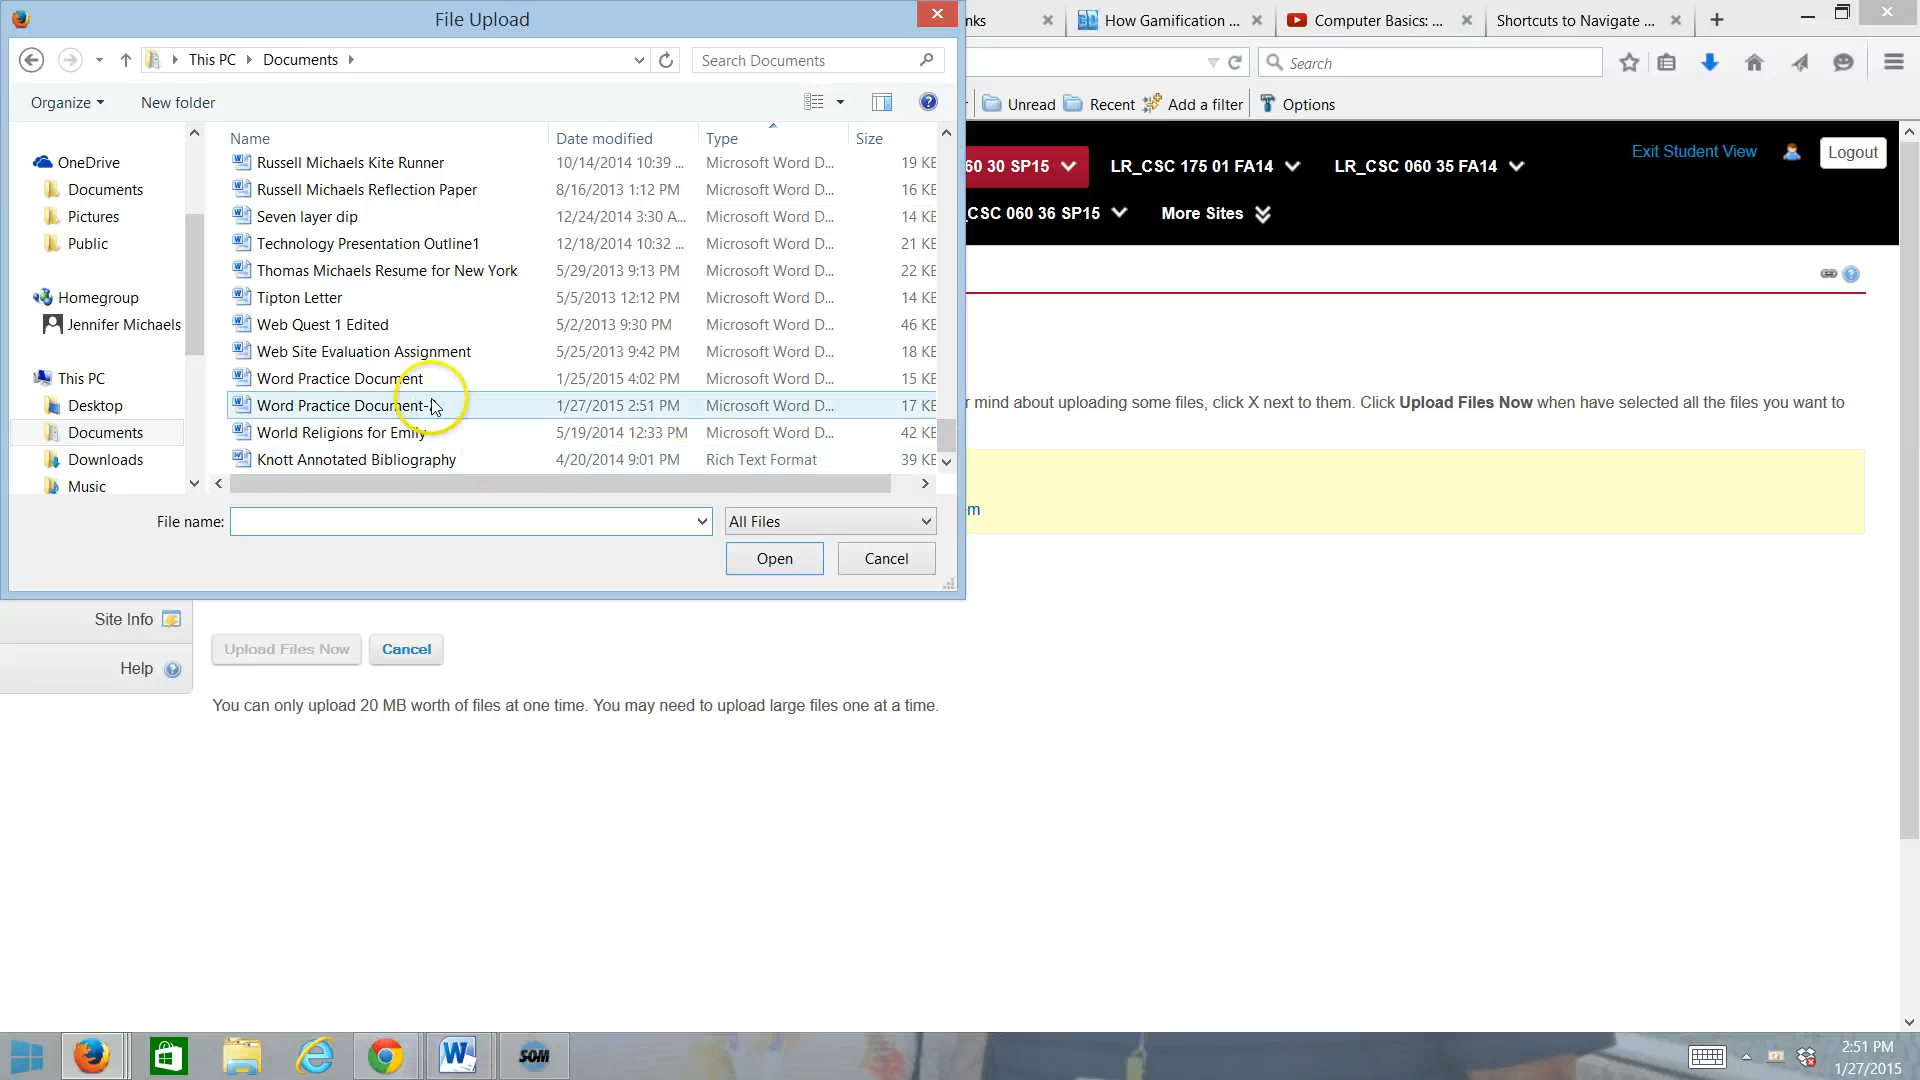 File Upload
nks
How Gamification ...
Computer Basics: ...
Shortcuts to Navigate ...
This PC
Documents
Search Documents
Search
Organize
New folder
Unread
Recent
Add a filter
Options
Name
Date modified
Type
Size
OneDrive
Documents
Pictures
Public
Homegroup
Jennifer Michaels
This PC
Desktop
Documents
Downloads
Music
Russell Michaels Kite Runner 10/14/2014 10:39 ... Microsoft Word D... 19 KE
Russell Michaels Reflection Paper 8/16/2013 1:12 PM Microsoft Word D... 16 KE
Seven layer dip 12/24/2014 3:30 A... Microsoft Word D... 14 KE
Technology Presentation Outline1 12/18/2014 10:32 ... Microsoft Word D... 21 KE
Thomas Michaels Resume for New York 5/29/2013 9:13 PM Microsoft Word D... 22 KE
Tipton Letter 5/5/2013 12:12 PM Microsoft Word D... 14 KE
Web Quest 1 Edited 5/2/2013 9:30 PM Microsoft Word D... 46 KE
Web Site Evaluation Assignment 5/25/2013 9:42 PM Microsoft Word D... 18 KE
Word Practice Document 1/25/2015 4:02 PM Microsoft Word D... 15 KE
Word Practice Document- 1/27/2015 2:51 PM Microsoft Word D... 17 KE
World Religions for Emily 5/19/2014 12:33 PM Microsoft Word D... 42 KE
Knott Annotated Bibliography 4/20/2014 9:01 PM Rich Text Format 39 KE
File name:
All Files
Open
Cancel
60 30 SP15
LR_CSC 175 01 FA14
LR_CSC 060 35 FA14
Exit Student View
Logout
_CSC 060 36 SP15
More Sites
r mind about uploading some files, click X next to them. Click Upload Files Now when have selected all the files you want to
m
Site Info
Help
Upload Files Now
Cancel
You can only upload 20 MB worth of files at one time. You may need to upload large files one at a time.
SOM
2:51 PM
1/27/2015